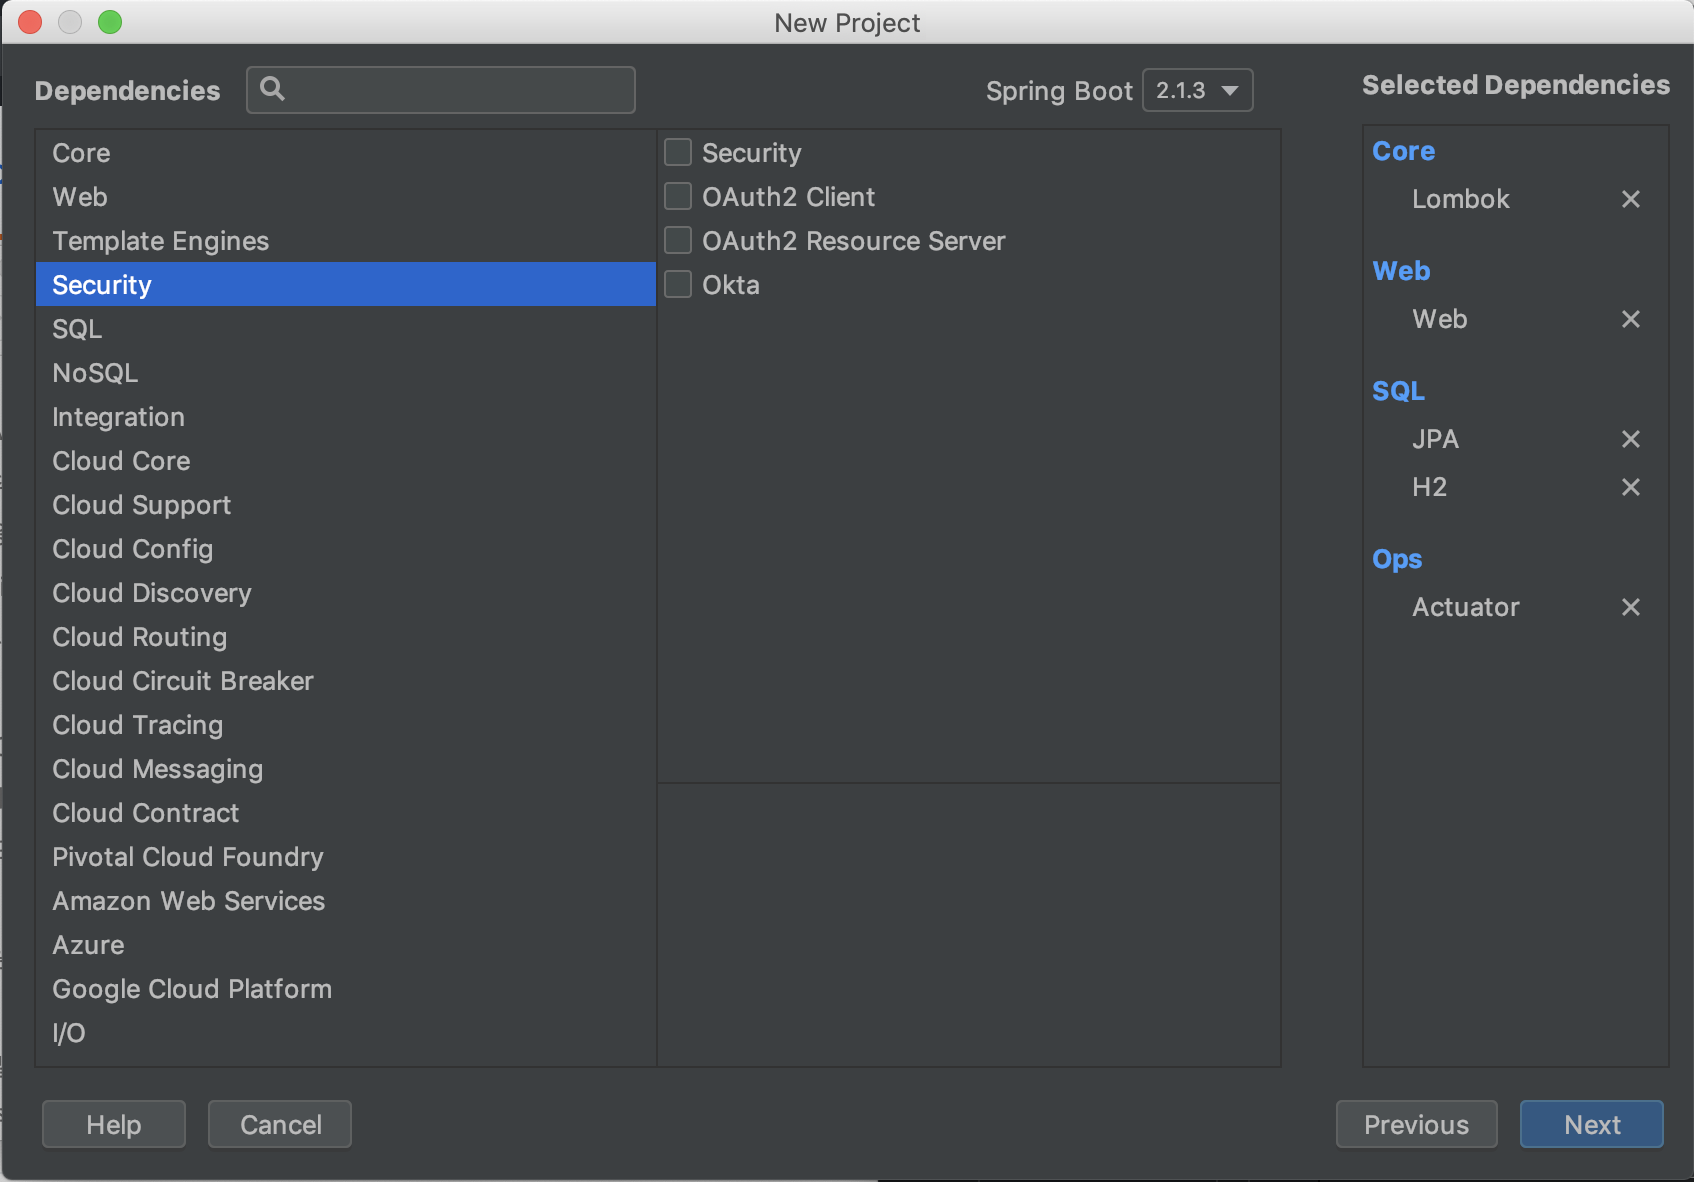 New Project
Dependencies
Spring Boot 2.1.3
Core
Web
Template Engines
Security
SQL
NoSQL
Integration
Cloud Core
Cloud Support
Cloud Config
Cloud Discovery
Cloud Routing
Cloud Circuit Breaker
Cloud Tracing
Cloud Messaging
Cloud Contract
Pivotal Cloud Foundry
Amazon Web Services
Azure
Google Cloud Platform
I/O
Security
OAuth2 Client
OAuth2 Resource Server
Okta
Selected Dependencies
Core
Lombok
Web
Web
SQL
JPA
H2
Ops
Actuator
Help
Cancel
Previous
Next